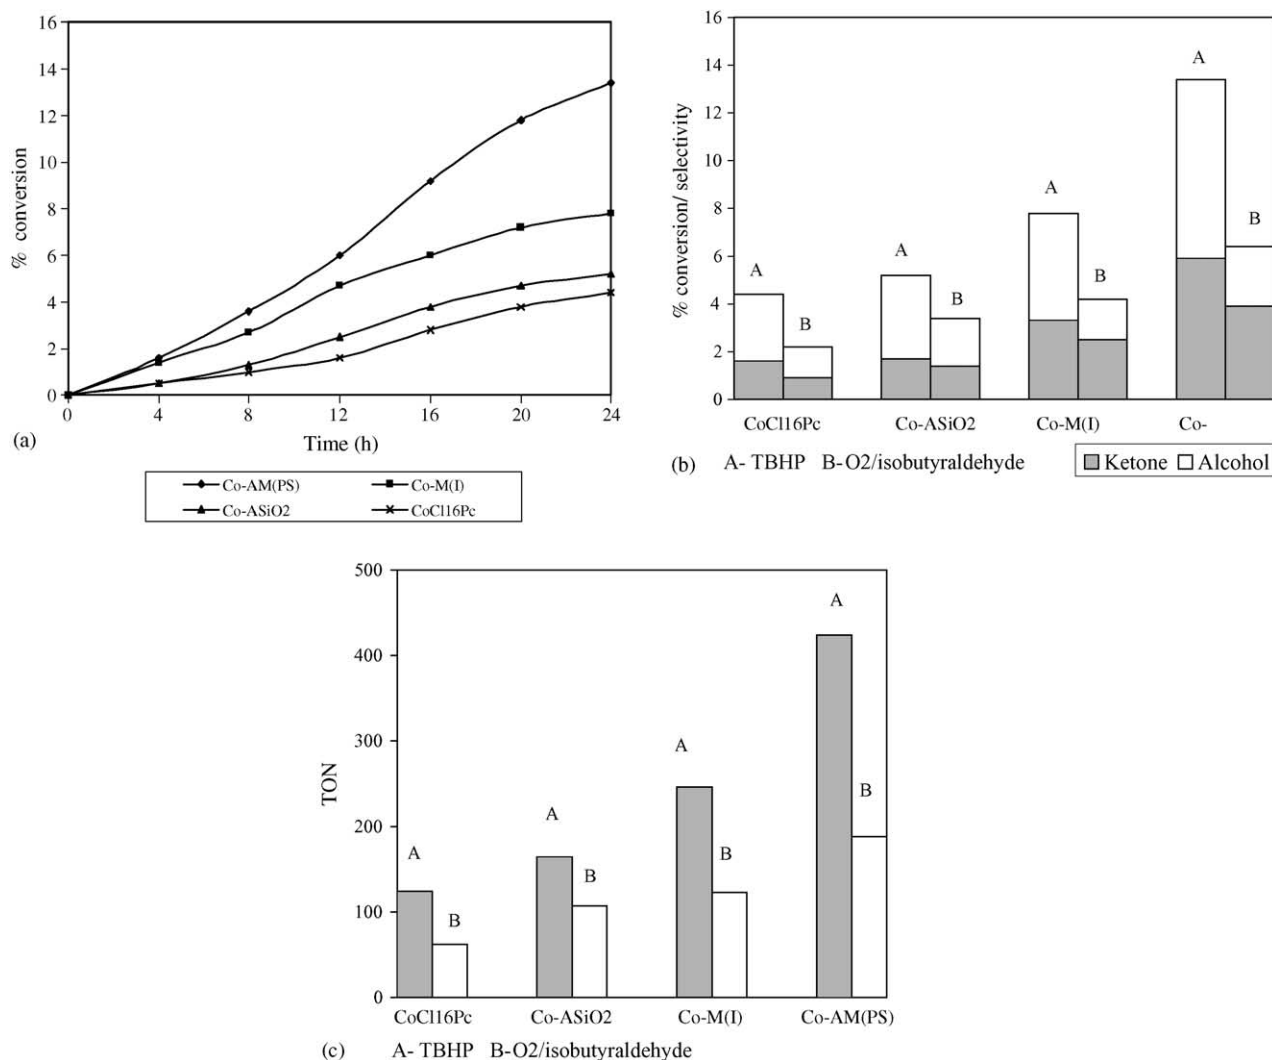 16
14
12
10
8
6
4
2
0
% conversion
0 4 8 12 16 20 24
Time (h)
(a)
Co-AM(PS) Co-M(I)
Co-ASiO2 CoCl16Pc
16
14
12
10
8
6
4
2
0
% conversion/ selectivity
A B A B A B A B
CoCl16Pc Co-ASiO2 Co-M(I) Co-
(b) A- TBHP B-O2/isobutyraldehyde Ketone Alcohol
500
400
300
200
100
0
TON
A B A B A B A B
CoCl16Pc Co-ASiO2 Co-M(I) Co-AM(PS)
(c) A- TBHP B-O2/isobutyraldehyde